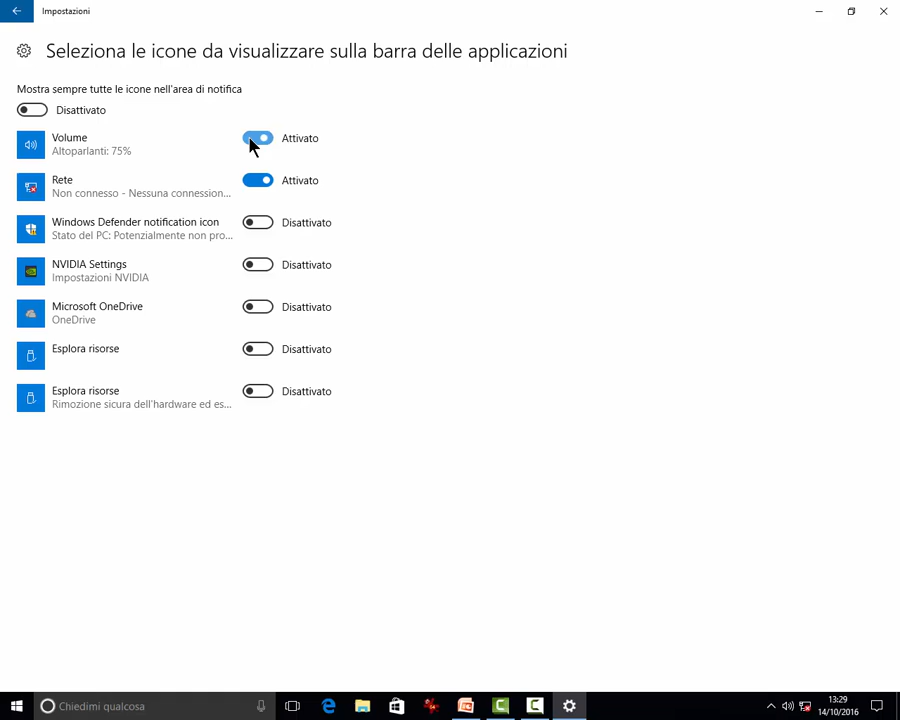 Impostazioni
Seleziona le icone da visualizzare sulla barra delle applicazioni
Mostra sempre tutte le icone nell'area di notifica
Disattivato
Volume
Altoparlanti: 75%
Attivato
Rete
Non connesso - Nessuna connession...
Attivato
Windows Defender notification icon
Stato del PC: Potenzialmente non pro...
Disattivato
NVIDIA Settings
Impostazioni NVIDIA
Disattivato
Microsoft OneDrive
OneDrive
Disattivato
Esplora risorse
Disattivato
Esplora risorse
Rimozione sicura dell'hardware ed es...
Disattivato
Chiedimi qualcosa
13:29
14/10/2016